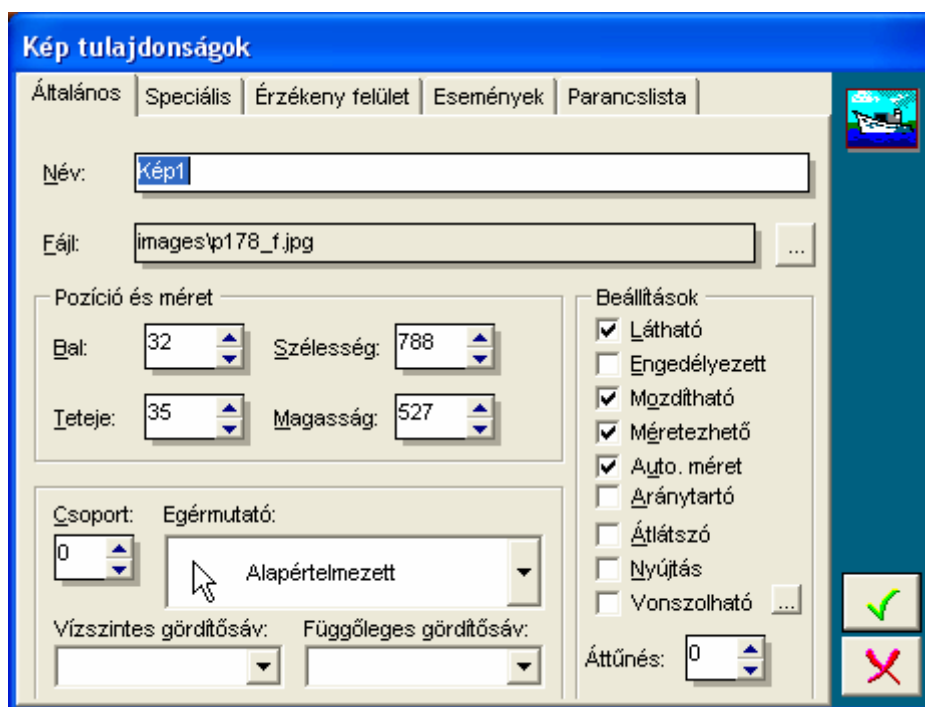 Kép tulajdonságok
Általános Speciális Érzékeny felület Események Parancslista
Név: Kép1
Fájl: images\p178_f.jpg ...
Pozíció és méret
Bal: 32 Szélesség: 788
Teteje: 35 Magasság: 527
Beállítások
Látható
Engedélyezett
Mozdítható
Méretezhető
Auto. méret
Aránytartó
Átlátszó
Nyújtás
Vonszolható ...
Áttűnés: 0
Csoport: Egérmutató:
0 Alapértelmezett
Vízszintes gördítősáv: Függőleges gördítősáv: